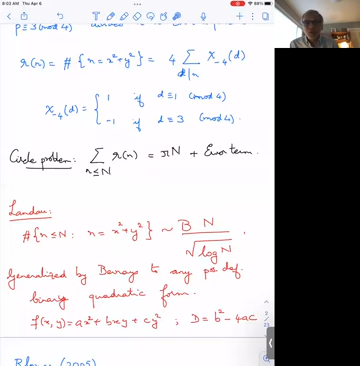 8:03 AM Thu Apr 6
88%
p ≡ 3 (mod 4)
r(n) = #{n = x²+y²} = 4 Σ χ₋₄(d)
d|n
χ₋₄(d) = { 1 if d ≡ 1 (mod 4)
-1 if d ≡ 3 (mod 4).
Circle problem: Σ r(n) = πN + Error term.
n≤N
Landau:
#{n ≤ N : n = x²+y²} ~ B N / √log N .
Generalized by Bernays to any pos def.
binary quadratic form.
f(x,y) = ax² + bxy + cy² ; D = b² - 4ac
(2005)